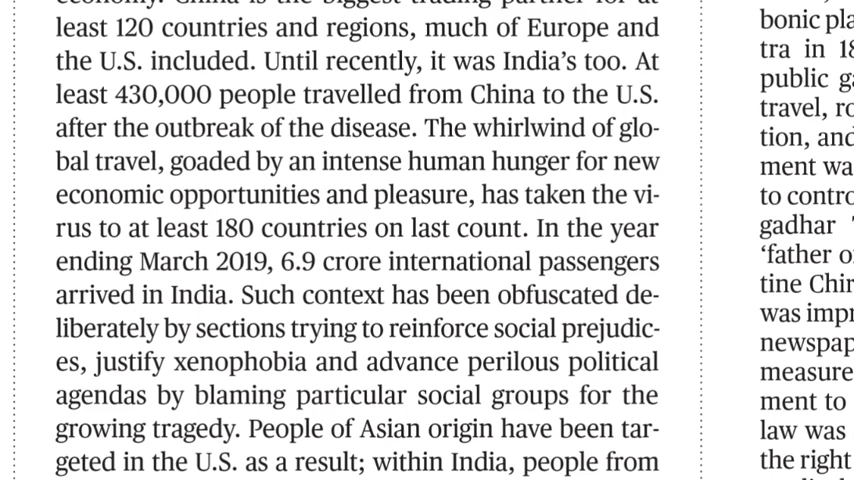 economy. China is the biggest trading partner for at
least 120 countries and regions, much of Europe and
the U.S. included. Until recently, it was India's too. At
least 430,000 people travelled from China to the U.S.
after the outbreak of the disease. The whirlwind of glo-
bal travel, goaded by an intense human hunger for new
economic opportunities and pleasure, has taken the vi-
rus to at least 180 countries on last count. In the year
ending March 2019, 6.9 crore international passengers
arrived in India. Such context has been obfuscated de-
liberately by sections trying to reinforce social prejudic-
es, justify xenophobia and advance perilous political
agendas by blaming particular social groups for the
growing tragedy. People of Asian origin have been tar-
geted in the U.S. as a result; within India, people from
bonic pla
tra in 18
public ga
travel, ro
tion, and
ment wa
to contro
gadhar
'father o
tine Chir
was impr
newspap
measure
ment to
law was
the right